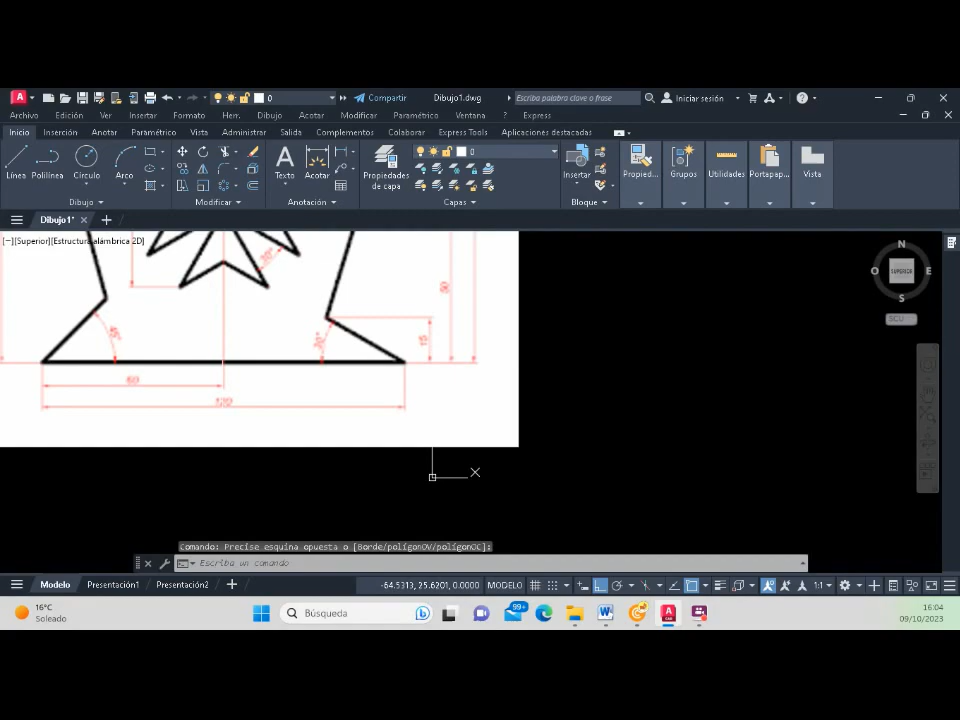 A CAD
0
Compartir
Dibujo1.dwg
Escriba palabra clave o frase
Iniciar sesión
Archivo Edición Ver Insertar Formato Herr. Dibujo Acotar Modificar Paramétrico Ventana ? Express
Inicio Inserción Anotar Paramétrico Vista Administrar Salida Complementos Colaborar Express Tools Aplicaciones destacadas
Línea Polilínea Círculo Arco
Texto Acotar
Propiedades de capa
0
Insertar Propied... Grupos Utilidades Portapap... Vista
Dibujo Modificar Anotación Capas Bloque
Dibujo1*
[−][Superior][Estructura alámbrica 2D]
N
O SUPERIOR E
S
SCU
15
60
120
Comando: Precise esquina opuesta o [Borde/polígonOV/polígonOC]:
Escriba un comando
Modelo Presentación1 Presentación2
-64.5313, 25.6201, 0.0000 MODELO 1:1
16°C
Soleado
Búsqueda
99+
16:04
09/10/2023